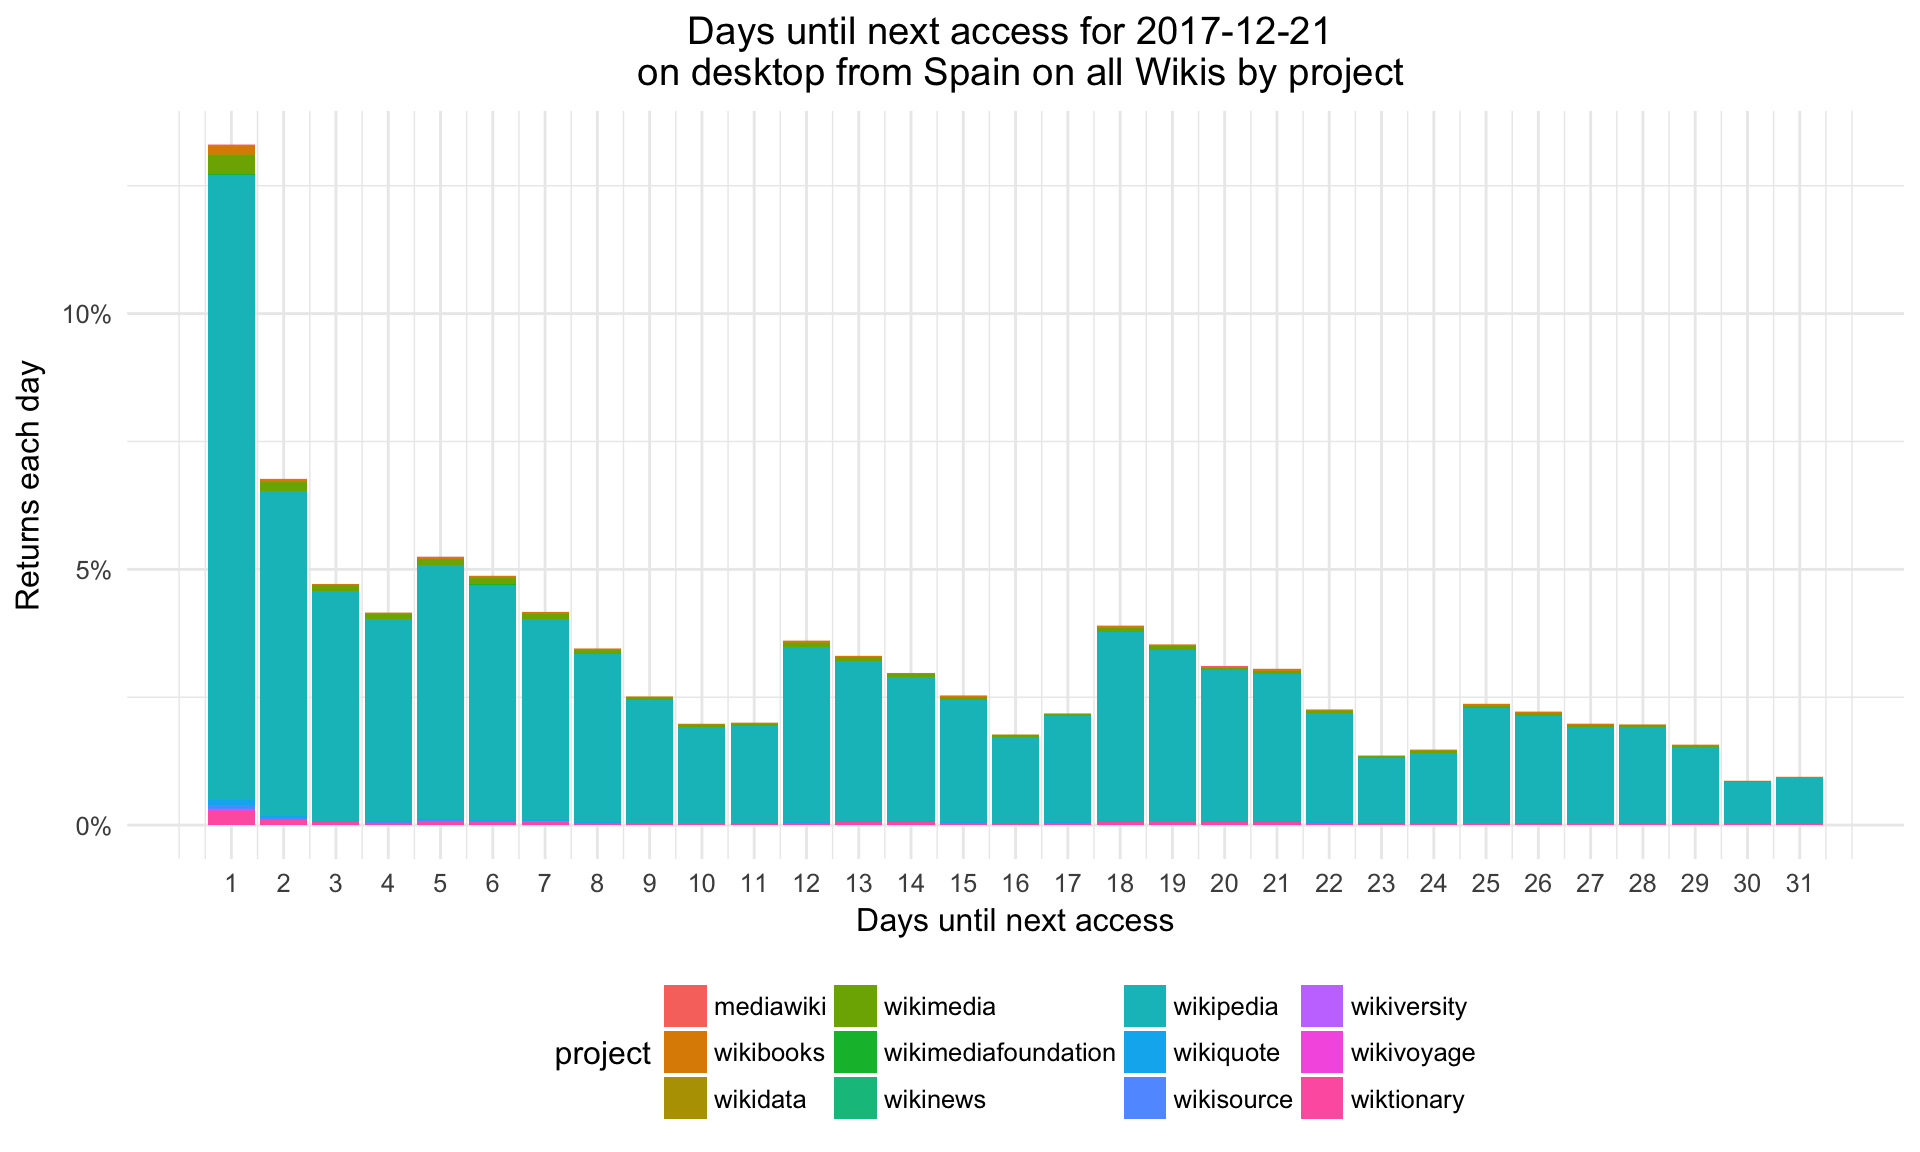 Days until next access for 2017-12-21
on desktop from Spain on all Wikis by project
Returns each day
10%
5%
0%
1 2 3 4 5 6 7 8 9 10 11 12 13 14 15 16 17 18 19 20 21 22 23 24 25 26 27 28 29 30 31
Days until next access
project
mediawiki wikimedia wikipedia wikiversity
wikibooks wikimediafoundation wikiquote wikivoyage
wikidata wikinews wikisource wiktionary